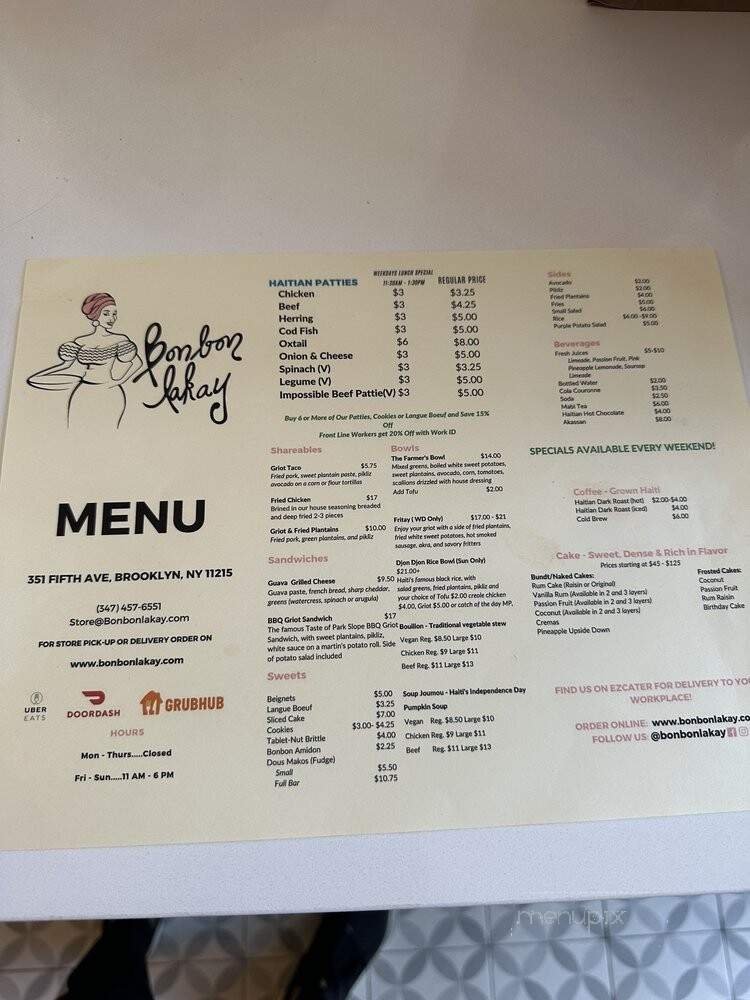 Bonbon
lakay
MENU
351 FIFTH AVE, BROOKLYN, NY 11215
(347) 457-6551
Store@Bonbonlakay.com
FOR STORE PICK-UP OR DELIVERY ORDER ON
www.bonbonlakay.com
UBER
EATS
DOORDASH
GRUBHUB
HOURS
Mon - Thurs.....Closed
Fri - Sun.....11 AM - 6 PM
WEEKDAYS LUNCH SPECIAL
HAITIAN PATTIES 11:30AM - 1:30PM REGULAR PRICE
Chicken $3 $3.25
Beef $3 $4.25
Herring $3 $5.00
Cod Fish $3 $5.00
Oxtail $6 $8.00
Onion & Cheese $3 $5.00
Spinach (V) $3 $3.25
Legume (V) $3 $5.00
Impossible Beef Pattie(V) $3 $5.00
Buy 6 or More of Our Patties, Cookies or Langue Boeuf and Save 15%
Off
Front Line Workers get 20% Off with Work ID
Shareables
Griot Taco $5.75
Fried pork, sweet plantain paste, pikliz
avocado on a corn or flour tortillas
Fried Chicken $17
Brined in our house seasoning breaded
and deep fried 2-3 pieces
Griot & Fried Plantains $10.00
Fried pork, green plantains, and pikliz
Sandwiches
Guava Grilled Cheese $9.50
Guava paste, french bread, sharp cheddar,
greens (watercress, spinach or arugula)
BBQ Griot Sandwich $17
The famous Taste of Park Slope BBQ Griot
Sandwich, with sweet plantains, pikliz,
white sauce on a martin's potato roll. Side
of potato salad included
Sweets
Beignets $5.00
Langue Boeuf $3.25
Sliced Cake $7.00
Cookies $3.00- $4.25
Tablet-Nut Brittle $4.00
Bonbon Amidon $2.25
Dous Makos (Fudge)
Small $5.50
Full Bar $10.75
Bowls
The Farmer's Bowl $14.00
Mixed greens, boiled white sweet potatoes,
sweet plantains, avocado, corn, tomatoes,
scallions drizzled with house dressing
Add Tofu $2.00
Fritay ( WD Only) $17.00 - $21
Enjoy your griot with a side of fried plantains,
fried white sweet potatoes, hot smoked
sausage, akra, and savory fritters
Djon Djon Rice Bowl (Sun Only)
$21.00+
Haiti's famous black rice, with
salad greens, fried plantains, pikliz and
your choice of Tofu $2.00 creole chicken
$4.00, Griot $5.00 or catch of the day MP,
Bouillon - Traditional vegetable stew
Vegan Reg. $8.50 Large $10
Chicken Reg. $9 Large $11
Beef Reg. $11 Large $13
Soup Joumou - Haiti's Independence Day
Pumpkin Soup
Vegan Reg. $8.50 Large $10
Chicken Reg. $9 Large $11
Beef Reg. $11 Large $13
Sides
Avocado $2.00
Pikliz $2.00
Fried Plantains $4.00
Fries $5.00
Small Salad $6.00
Rice $6.00 -$9.00
Purple Potato Salad $5.00
Beverages
Fresh Juices $5-$10
Limeade, Passion Fruit, Pink
Pineapple Lemonade, Soursop
Limeade
Bottled Water $2.00
Cola Couronne $3.50
Soda $2.50
Mabi Tea $6.00
Haitian Hot Chocolate $4.00
Akassan $8.00
SPECIALS AVAILABLE EVERY WEEKEND!
Coffee - Grown Haiti
Haitian Dark Roast (hot) $2.00-$4.00
Haitian Dark Roast (iced) $4.00
Cold Brew $6.00
Cake - Sweet, Dense & Rich in Flavor
Prices starting at $45 - $125
Bundt/Naked Cakes:
Rum Cake (Raisin or Original)
Vanilla Rum (Available in 2 and 3 layers)
Passion Fruit (Available in 2 and 3 layers)
Coconut (Available in 2 and 3 layers)
Cremas
Pineapple Upside Down
Frosted Cakes:
Coconut
Passion Fruit
Rum Raisin
Birthday Cake
FIND US ON EZCATER FOR DELIVERY TO YO
WORKPLACE!
ORDER ONLINE: www.bonbonlakay.co
FOLLOW US: @bonbonlakay
menupix